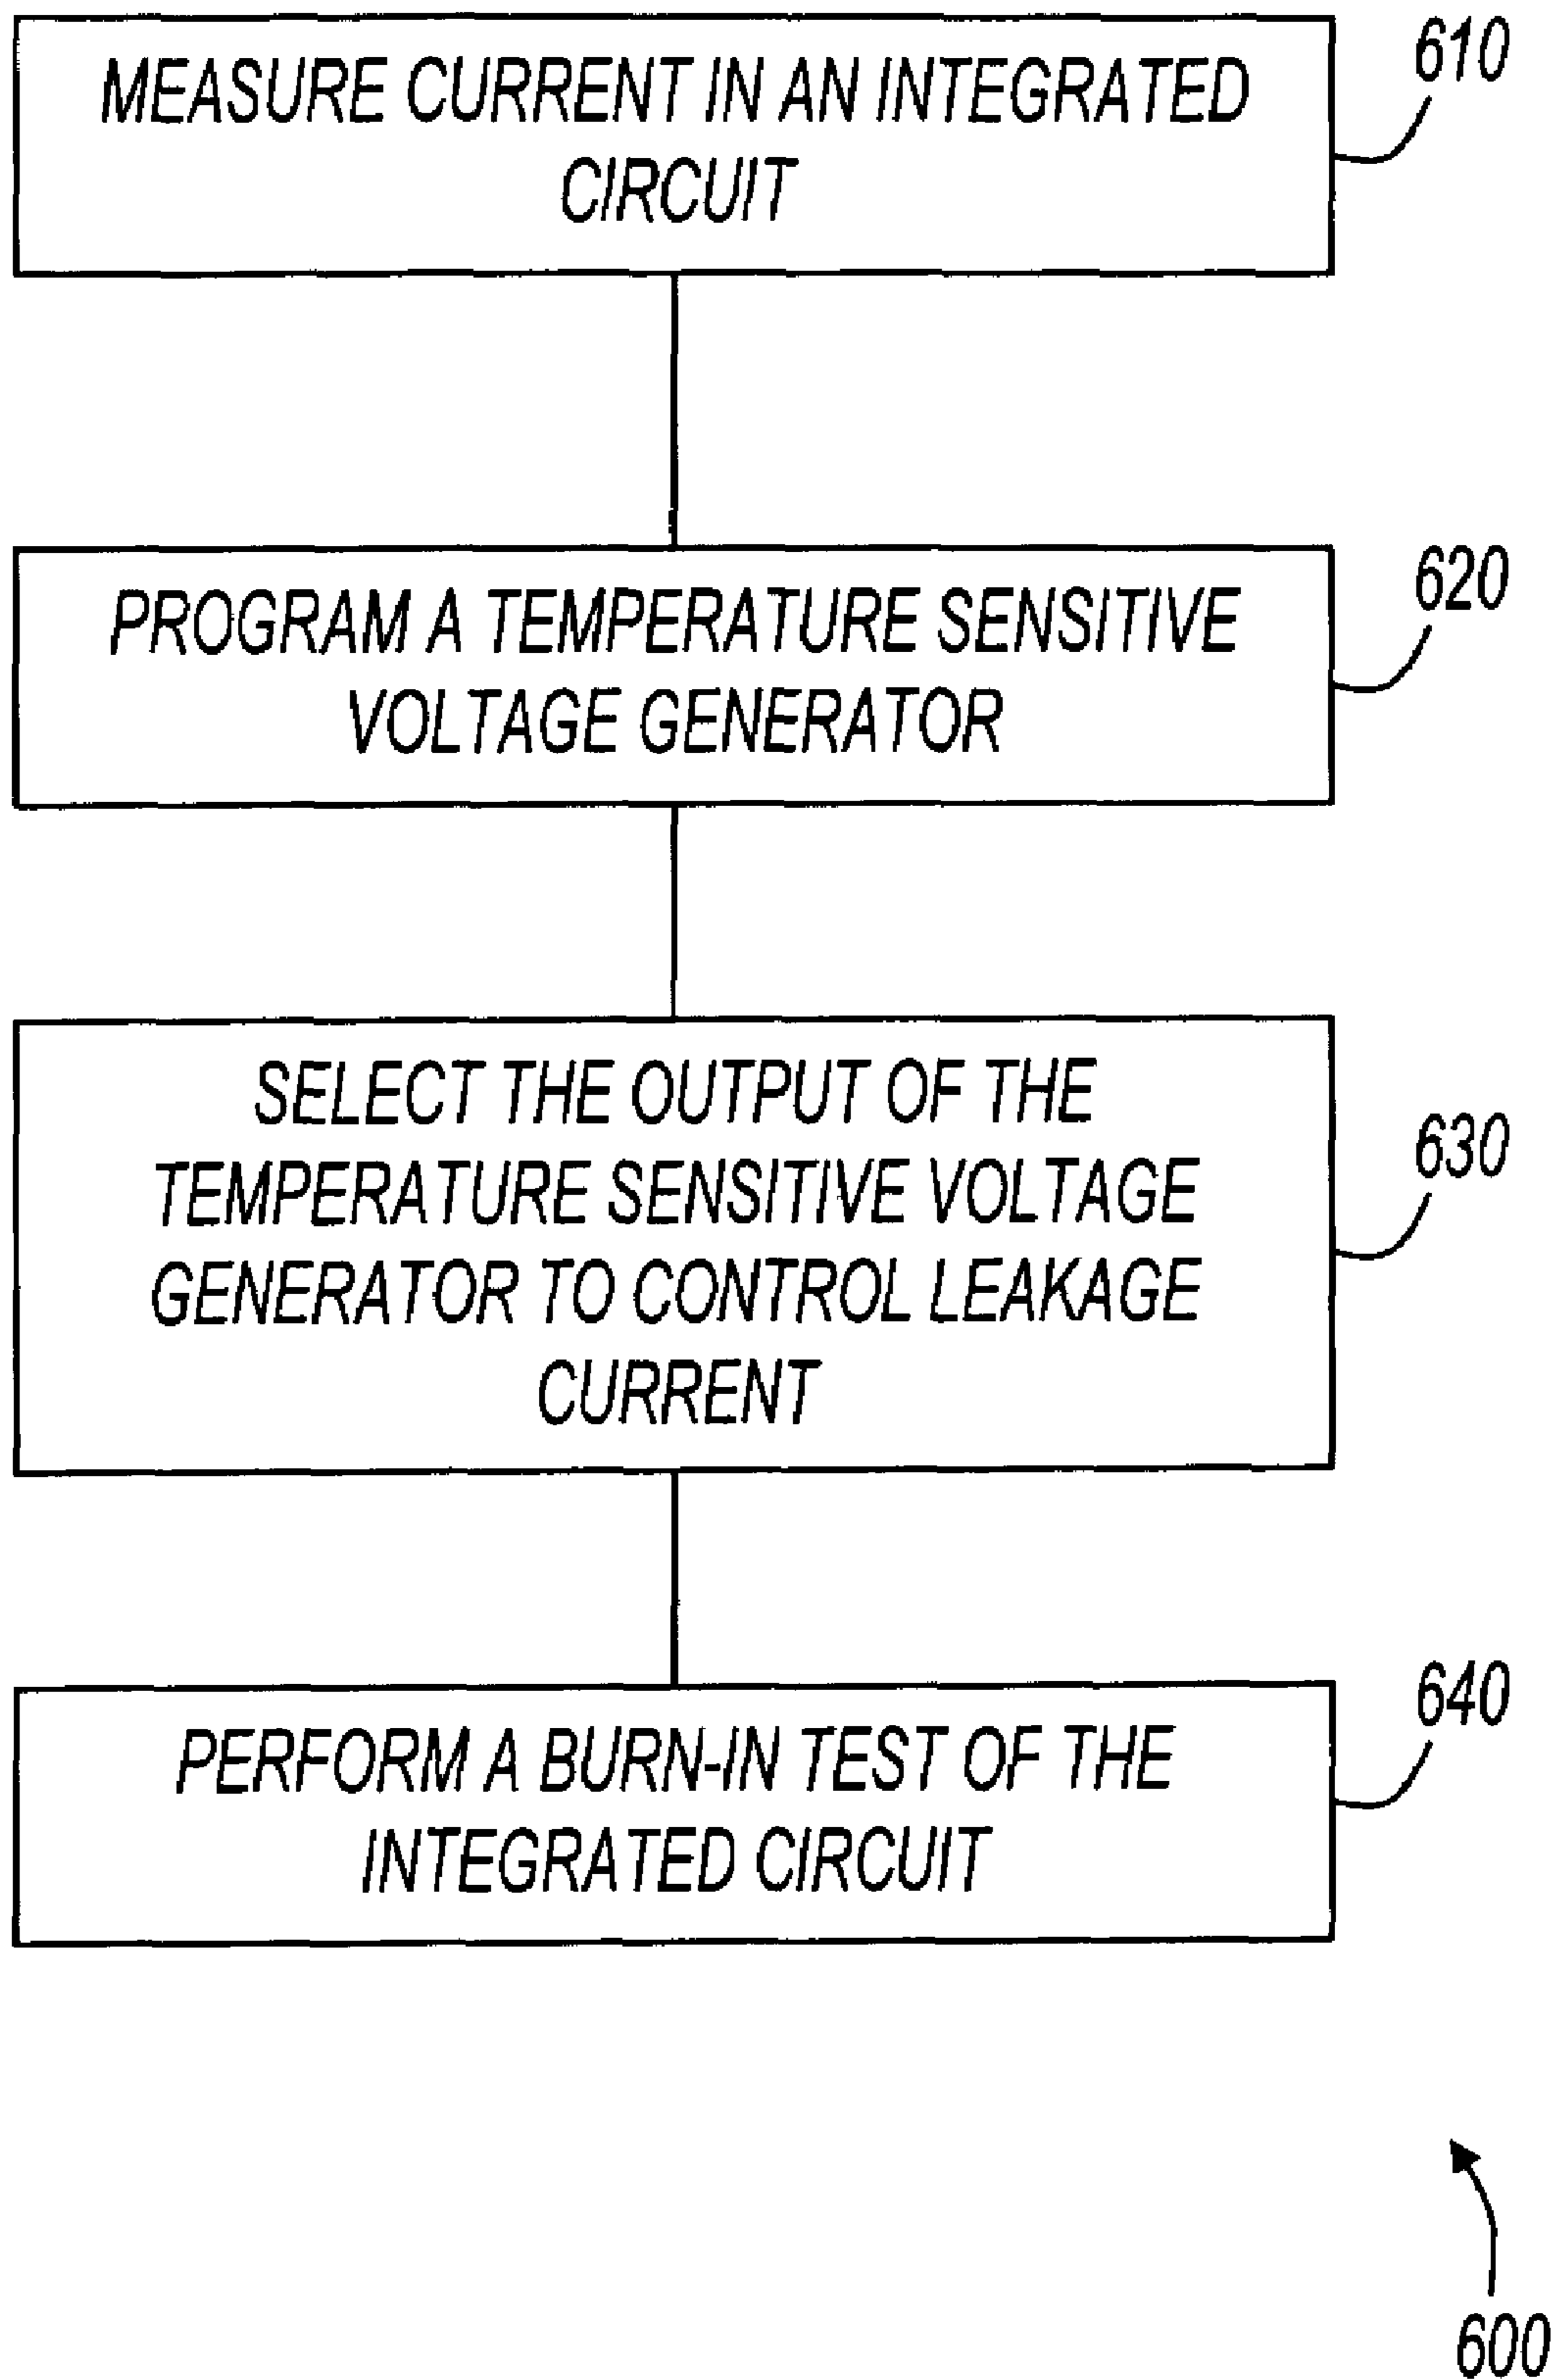 MEASURE CURRENT IN AN INTEGRATED
CIRCUIT
610
PROGRAM A TEMPERATURE SENSITIVE
VOLTAGE GENERATOR
620
SELECT THE OUTPUT OF THE
TEMPERATURE SENSITIVE VOLTAGE
GENERATOR TO CONTROL LEAKAGE
CURRENT
630
PERFORM A BURN-IN TEST OF THE
INTEGRATED CIRCUIT
640
600